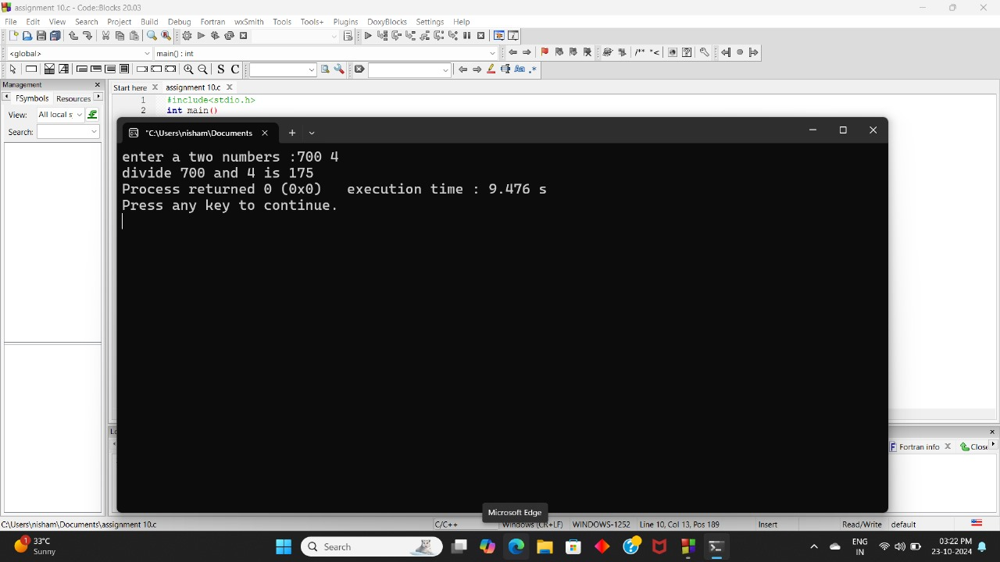 assignment 10.c - Code::Blocks 20.03
File Edit View Search Project Build Debug Fortran wxSmith Tools Tools+ Plugins DoxyBlocks Settings Help
<global> main() : int
/** *<
S C
Aa .*
Management
FSymbols Resources
View: All local s
Search:
Start here assignment 10.c
1 #include<stdio.h>
2 int main()
"C:\Users\nisham\Documents
enter a two numbers :700 4
divide 700 and 4 is 175
Process returned 0 (0x0) execution time : 9.476 s
Press any key to continue.
Fortran info Close
Microsoft Edge
C:\Users\nisham\Documents\assignment 10.c C/C++ Windows (CR+LF) WINDOWS-1252 Line 10, Col 13, Pos 189 Insert Read/Write default
1 33°C
Sunny
Search
ENG
IN
03:22 PM
23-10-2024